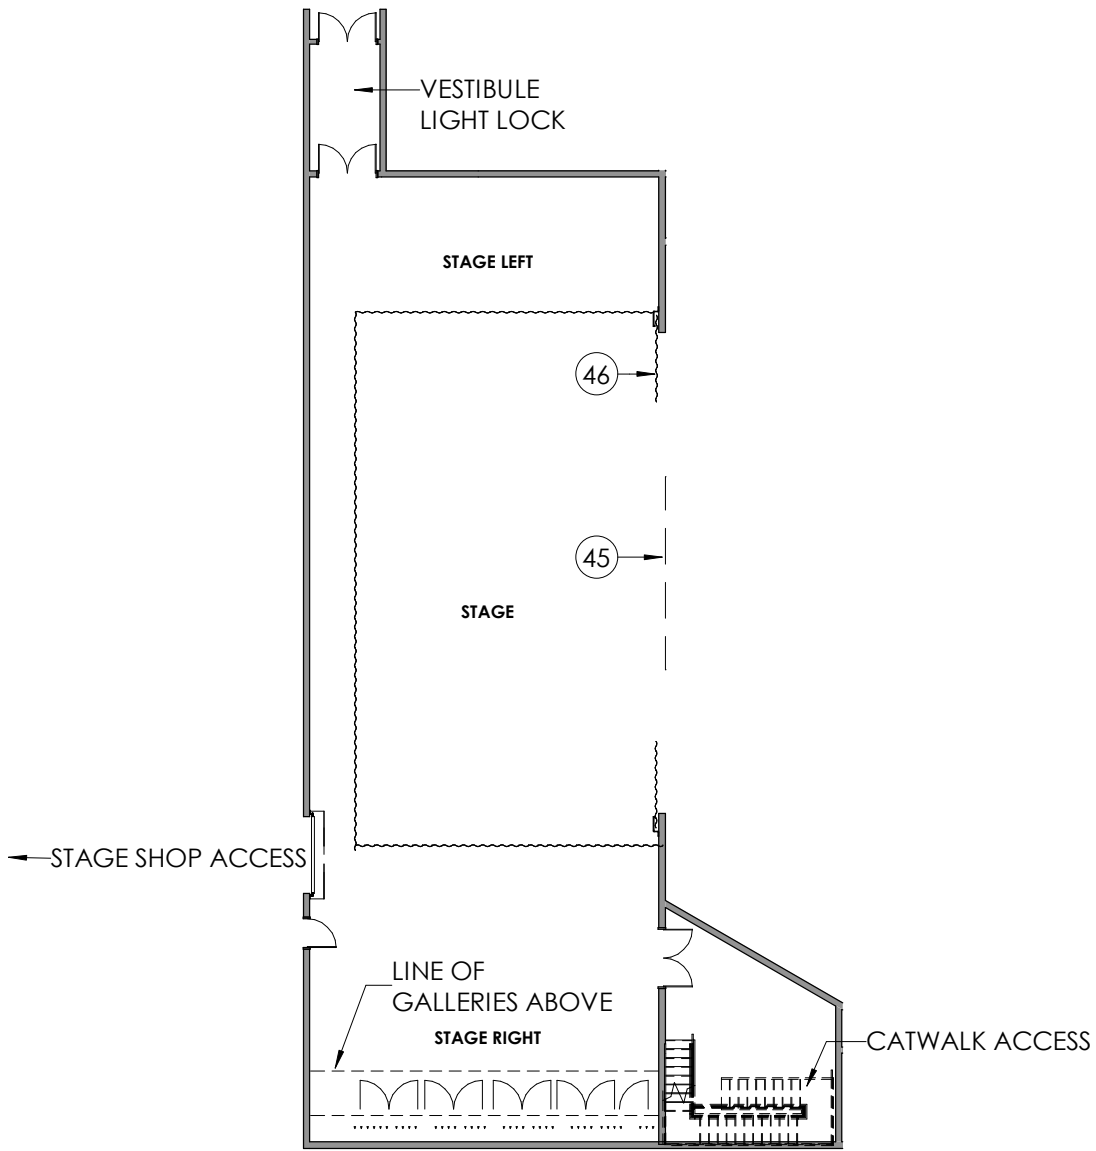 VESTIBULE
LIGHT LOCK
STAGE LEFT
46
45
STAGE
STAGE SHOP ACCESS
LINE OF
GALLERIES ABOVE
STAGE RIGHT
CATWALK ACCESS